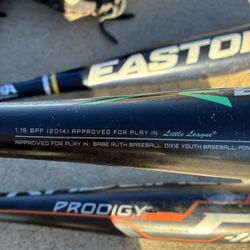 EASTON
1.15 BPF (2014) APPROVED FOR PLAY IN Little League®
APPROVED FOR PLAY IN: BABE RUTH BASEBALL, DIXIE YOUTH BASEBALL, PON
PRODIGY